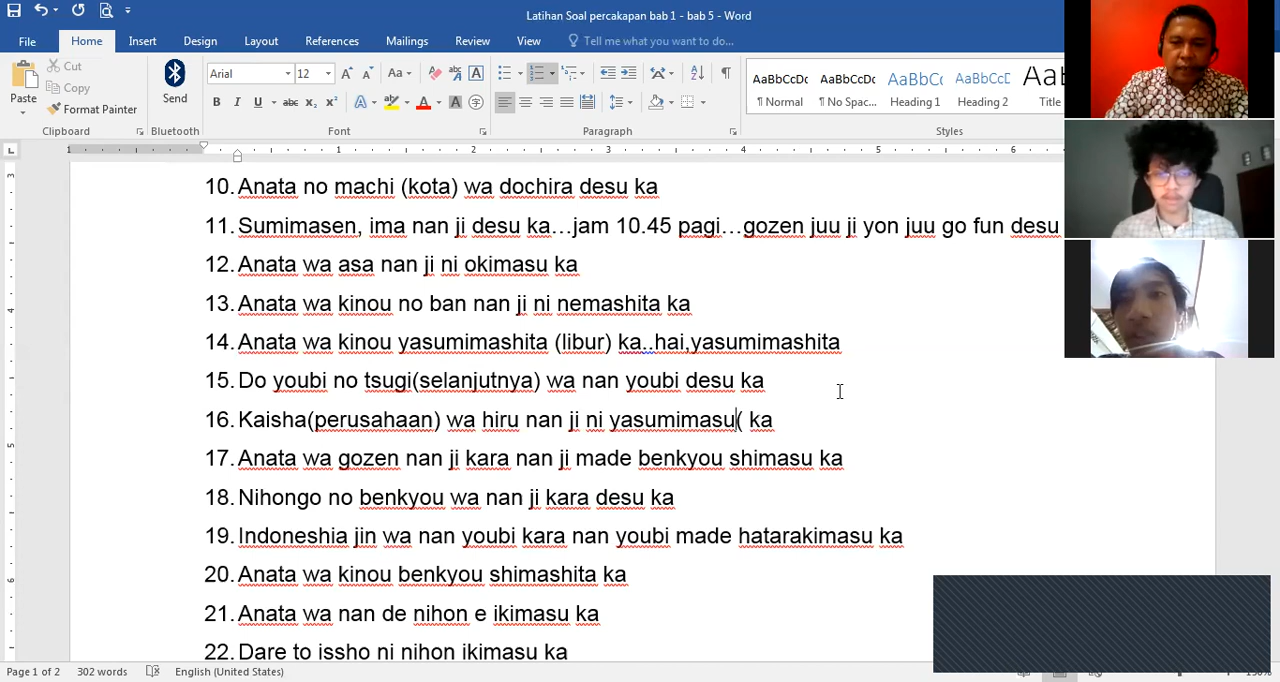 Latihan Soal percakapan bab 1 - bab 5 - Word
File Home Insert Design Layout References Mailings Review View Tell me what you want to do...
Paste
Cut
Copy
Format Painter
Clipboard
Send
Bluetooth
Arial 12
Font
Paragraph
AaBbCcDc AaBbCcDc AaBbCc AaBbCcD
¶ Normal ¶ No Spac... Heading 1 Heading 2 Title
Styles
10. Anata no machi (kota) wa dochira desu ka
11. Sumimasen, ima nan ji desu ka...jam 10.45 pagi...gozen juu ji yon juu go fun desu
12. Anata wa asa nan ji ni okimasu ka
13. Anata wa kinou no ban nan ji ni nemashita ka
14. Anata wa kinou yasumimashita (libur) ka..hai,yasumimashita
15. Do youbi no tsugi(selanjutnya) wa nan youbi desu ka
16. Kaisha(perusahaan) wa hiru nan ji ni yasumimasu( ka
17. Anata wa gozen nan ji kara nan ji made benkyou shimasu ka
18. Nihongo no benkyou wa nan ji kara desu ka
19. Indoneshia jin wa nan youbi kara nan youbi made hatarakimasu ka
20. Anata wa kinou benkyou shimashita ka
21. Anata wa nan de nihon e ikimasu ka
22. Dare to issho ni nihon ikimasu ka
Page 1 of 2 302 words English (United States)